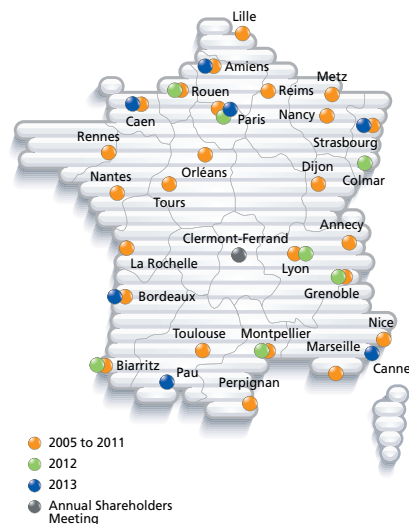 Lille
Amiens
Rouen
Reims
Metz
Caen
Paris
Nancy
Strasbourg
Rennes
Orléans
Dijon
Colmar
Nantes
Tours
Annecy
Clermont-Ferrand
La Rochelle
Lyon
Grenoble
Bordeaux
Toulouse
Montpellier
Nice
Marseille
Biarritz
Pau
Canne
Perpignan
2005 to 2011
2012
2013
Annual Shareholders
Meeting